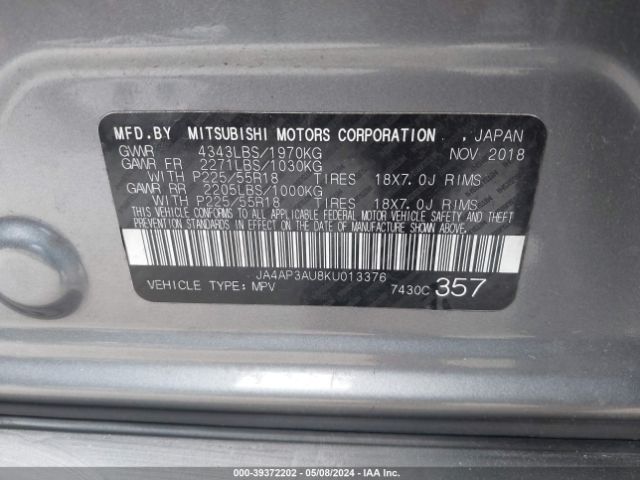 MFD.BY MITSUBISHI MOTORS CORPORATION , JAPAN
GVWR 4343LBS/1970KG NOV 2018
GAWR FR 2271LBS/1030KG
WITH P225/55R18 TIRES 18X7.0J RIMS
GAWR RR 2205LBS/1000KG
WITH P225/55R18 TIRES 18X7.0J RIMS
THIS VEHICLE CONFORMS TO ALL APPLICABLE FEDERAL MOTOR VEHICLE SAFETY AND THEFT
PREVENTION STANDARDS IN EFFECT ON THE DATE OF MANUFACTURE SHOWN ABOVE.
JA4AP3AU8KU013376
VEHICLE TYPE: MPV 7430C 357
000-39372202 - 05/08/2024 - IAAI.COM